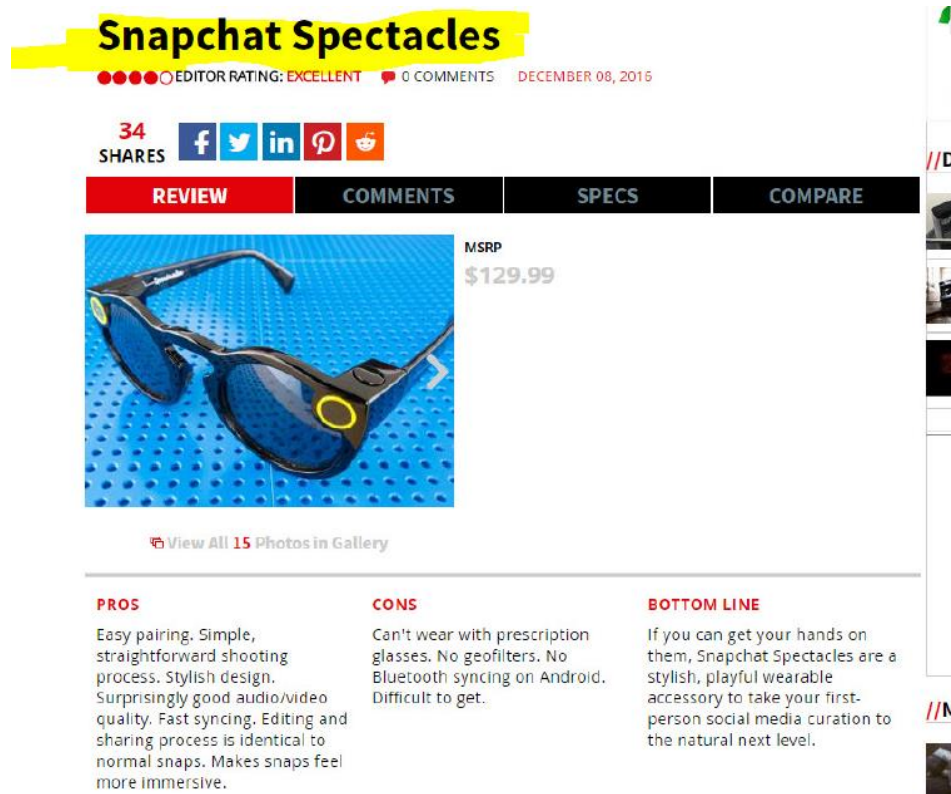 Snapchat Spectacles
EDITOR RATING: EXCELLENT 0 COMMENTS DECEMBER 08, 2016
34
SHARES
REVIEW COMMENTS SPECS COMPARE
MSRP
$129.99
View All 15 Photos in Gallery
PROS
Easy pairing. Simple,
straightforward shooting
process. Stylish design.
Surprisingly good audio/video
quality. Fast syncing. Editing and
sharing process is identical to
normal snaps. Makes snaps feel
more immersive.
CONS
Can't wear with prescription
glasses. No geofilters. No
Bluetooth syncing on Android.
Difficult to get.
BOTTOM LINE
If you can get your hands on
them, Snapchat Spectacles are a
stylish, playful wearable
accessory to take your first-
person social media curation to
the natural next level.
//D
//M